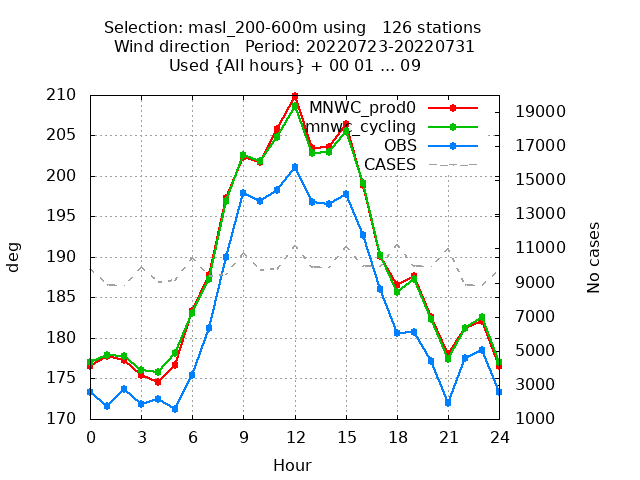 Selection: masl_200-600m using   126 stations
Wind direction   Period: 20220723-20220731
Used {All hours} + 00 01 ... 09
MNWC_prod0
mnwc_cycling
OBS
CASES
210
205
200
195
190
185
180
175
170
deg
19000
17000
15000
13000
11000
9000
7000
5000
3000
1000
No cases
0 3 6 9 12 15 18 21 24
Hour